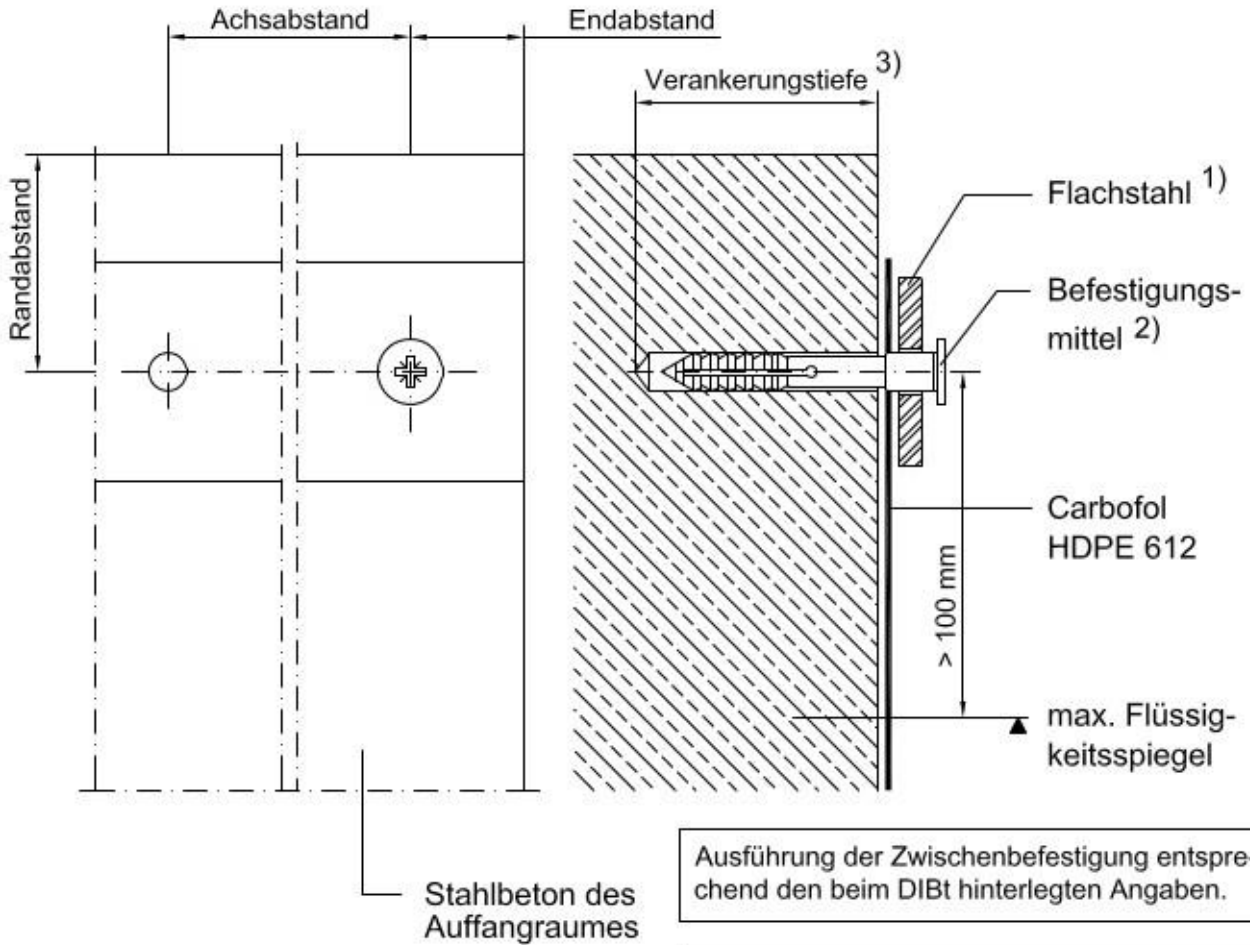 Achsabstand
Endabstand
Verankerungstiefe 3)
Randabstand
Flachstahl 1)
Befestigungs-
mittel 2)
Carbofol
HDPE 612
> 100 mm
max. Flüssig-
keitsspiegel
Stahlbeton des
Auffangraumes
Ausführung der Zwischenbefestigung entspre-
chend den beim DIBt hinterlegten Angaben.